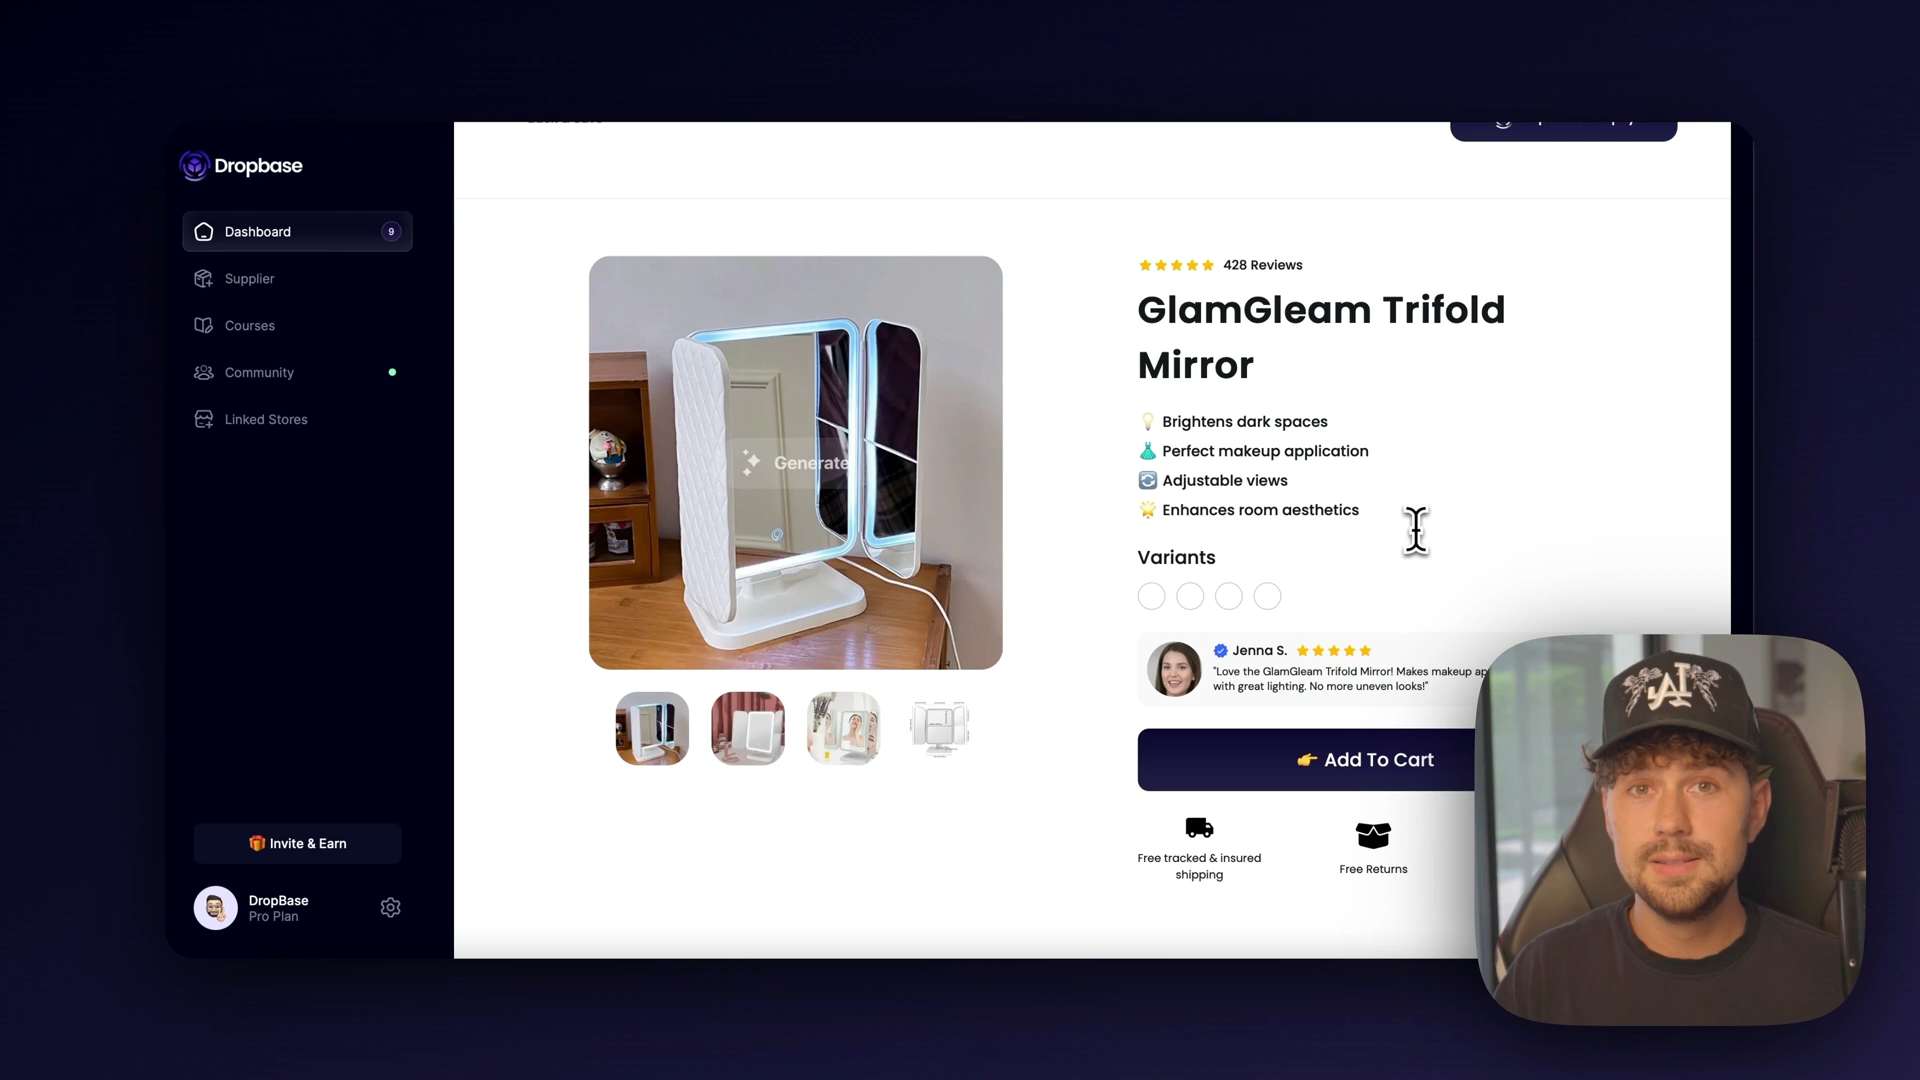 Dropbase
Dashboard
9
Supplier
Courses
Community
Linked Stores
Invite & Earn
DropBase
Pro Plan
Generate
428 Reviews
GlamGleam Trifold
Mirror
Brightens dark spaces
Perfect makeup application
Adjustable views
Enhances room aesthetics
Variants
Jenna S.
"Love the GlamGleam Trifold Mirror! Makes makeup ap
with great lighting. No more uneven looks!"
Add To Cart
Free tracked & insured
shipping
Free Returns